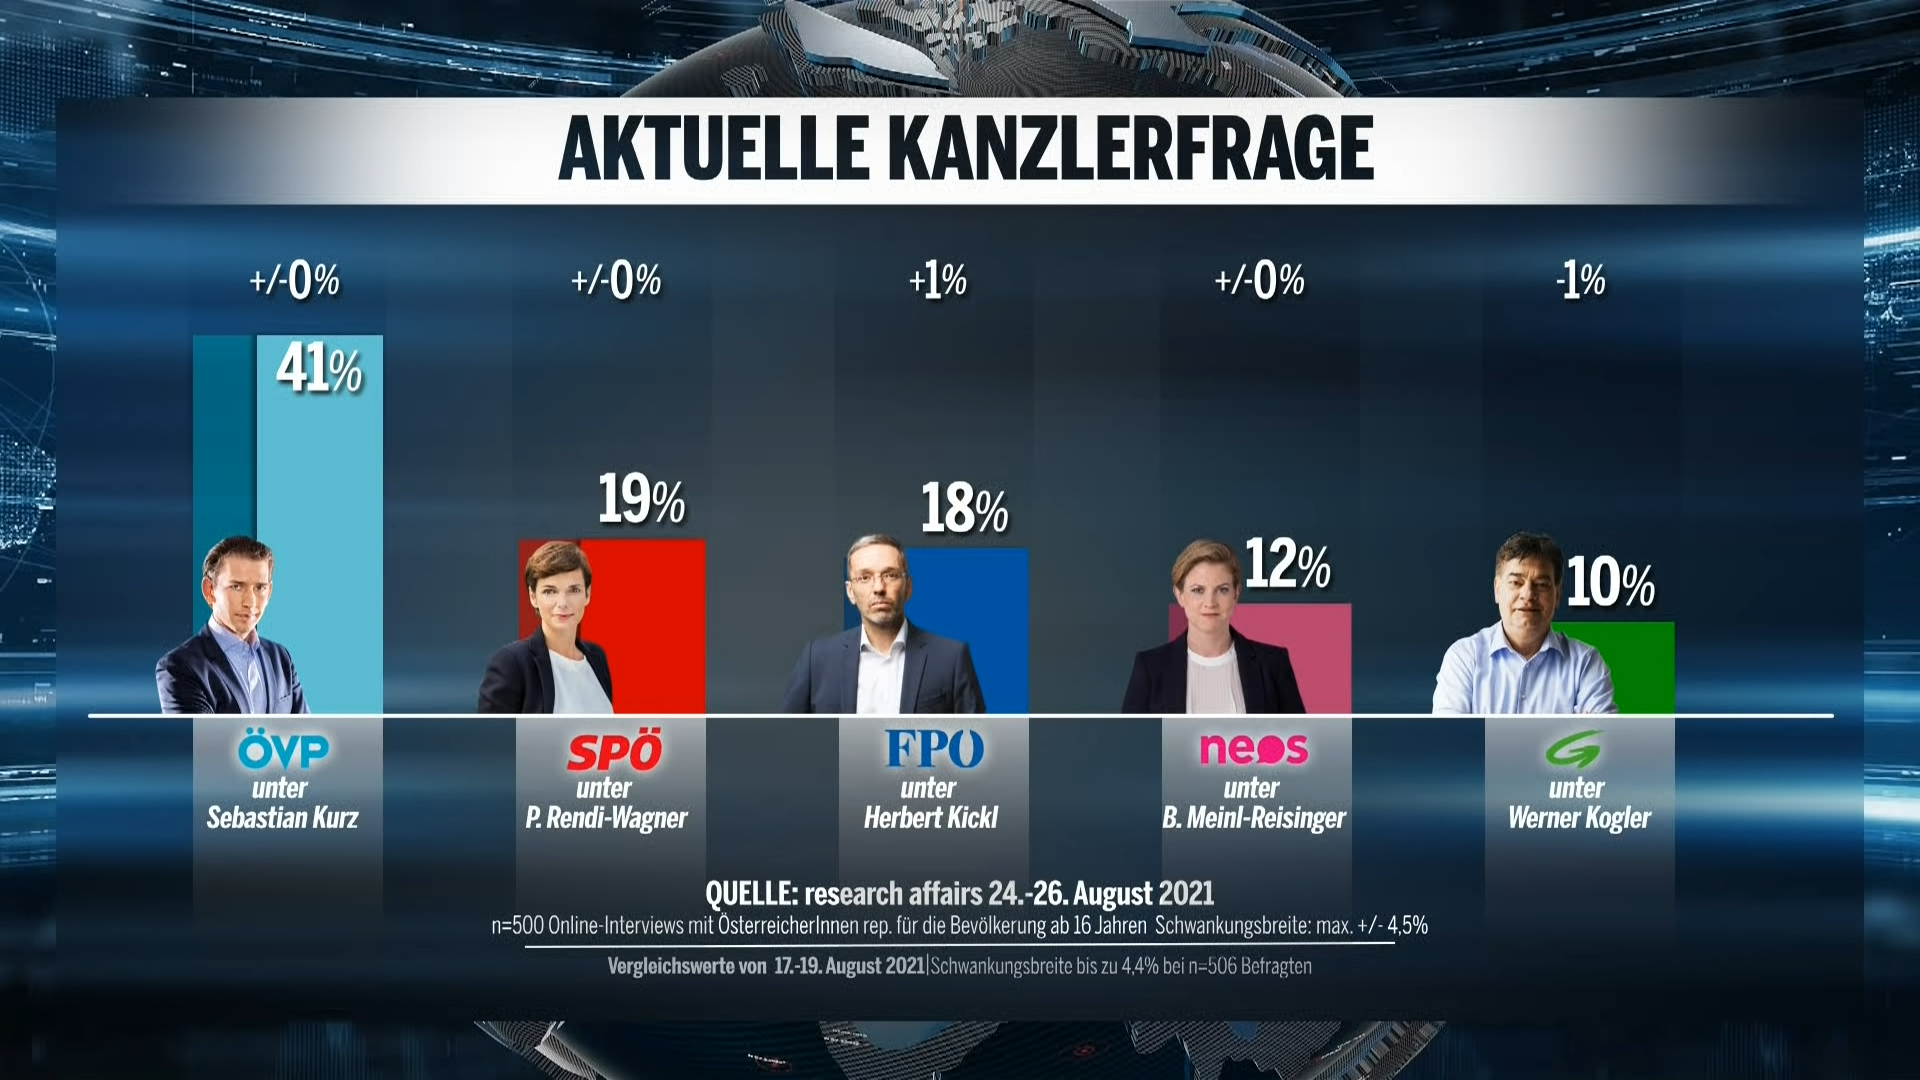 AKTUELLE KANZLERFRAGE
+/-0% +/-0% +1% +/-0% -1%
41% 19% 18% 12% 10%
ÖVP
unter
Sebastian Kurz
SPÖ
unter
P. Rendi-Wagner
FPÖ
unter
Herbert Kickl
neos
unter
B. Meinl-Reisinger
G
unter
Werner Kogler
QUELLE: research affairs 24.-26. August 2021
n=500 Online-Interviews mit ÖsterreicherInnen rep. für die Bevölkerung ab 16 Jahren Schwankungsbreite: max. +/- 4,5%
Vergleichswerte von 17.-19. August 2021|Schwankungsbreite bis zu 4,4% bei n=506 Befragten